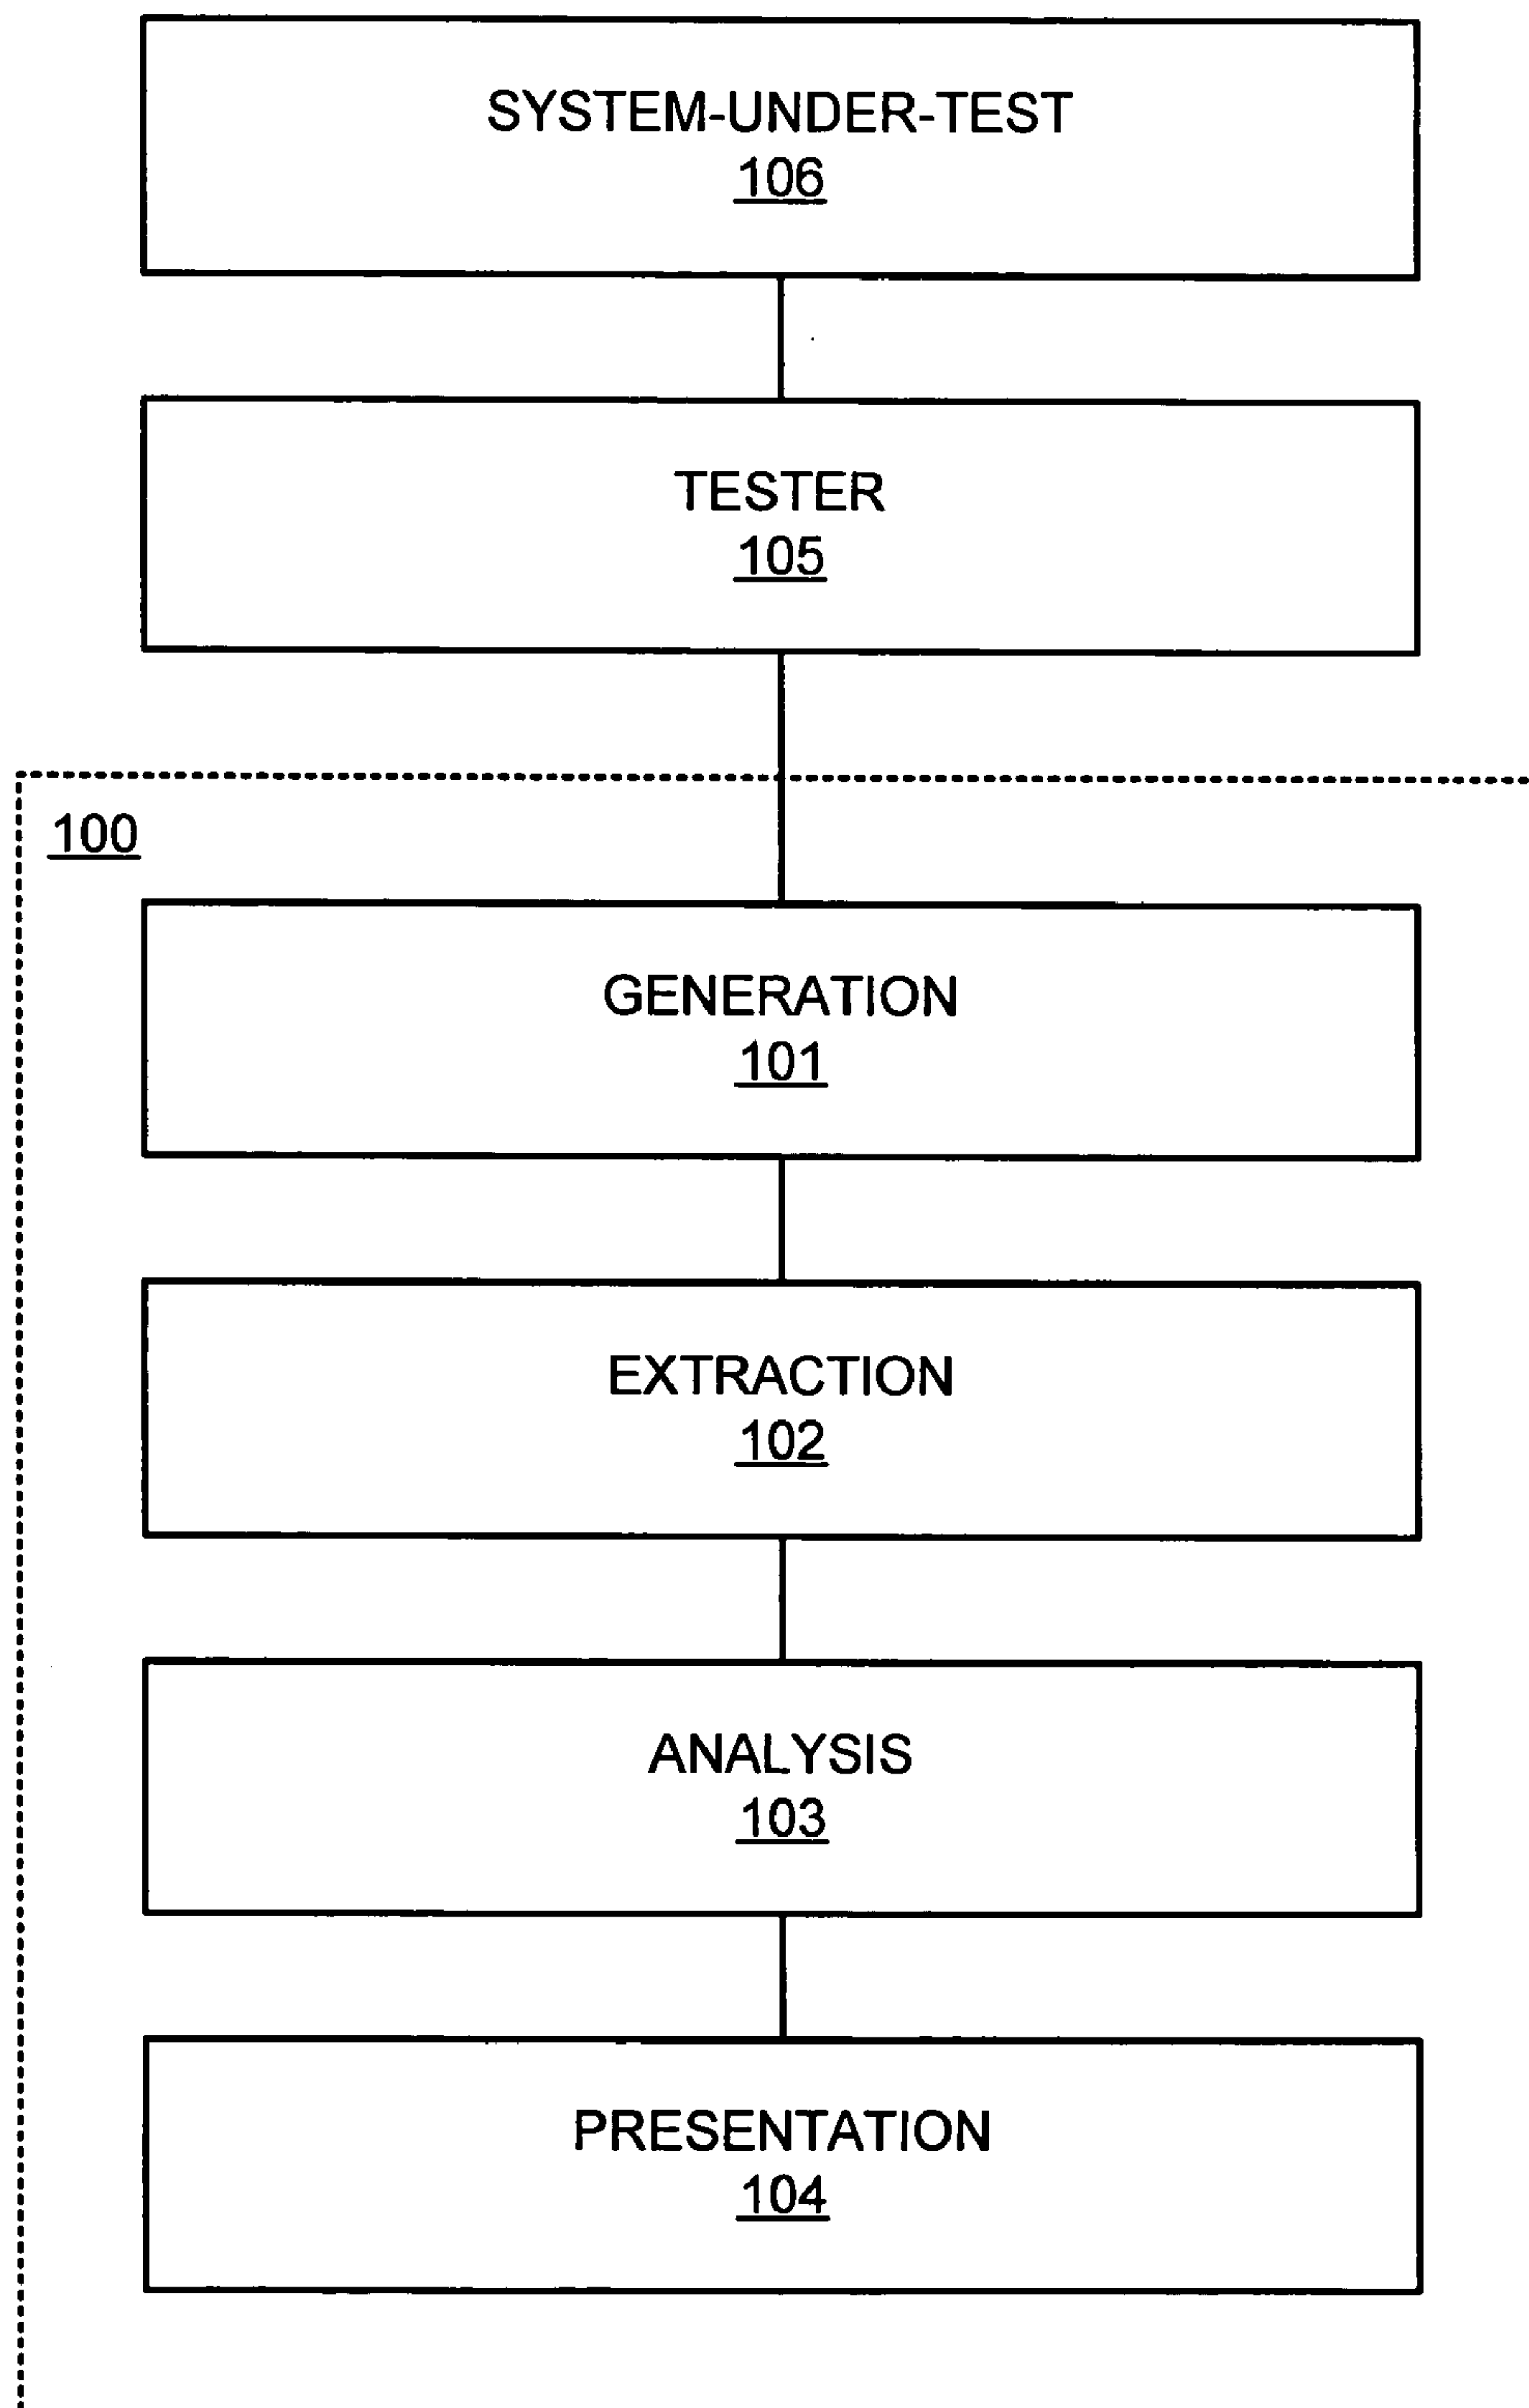 SYSTEM-UNDER-TEST
106
TESTER
105
100
GENERATION
101
EXTRACTION
102
ANALYSIS
103
PRESENTATION
104